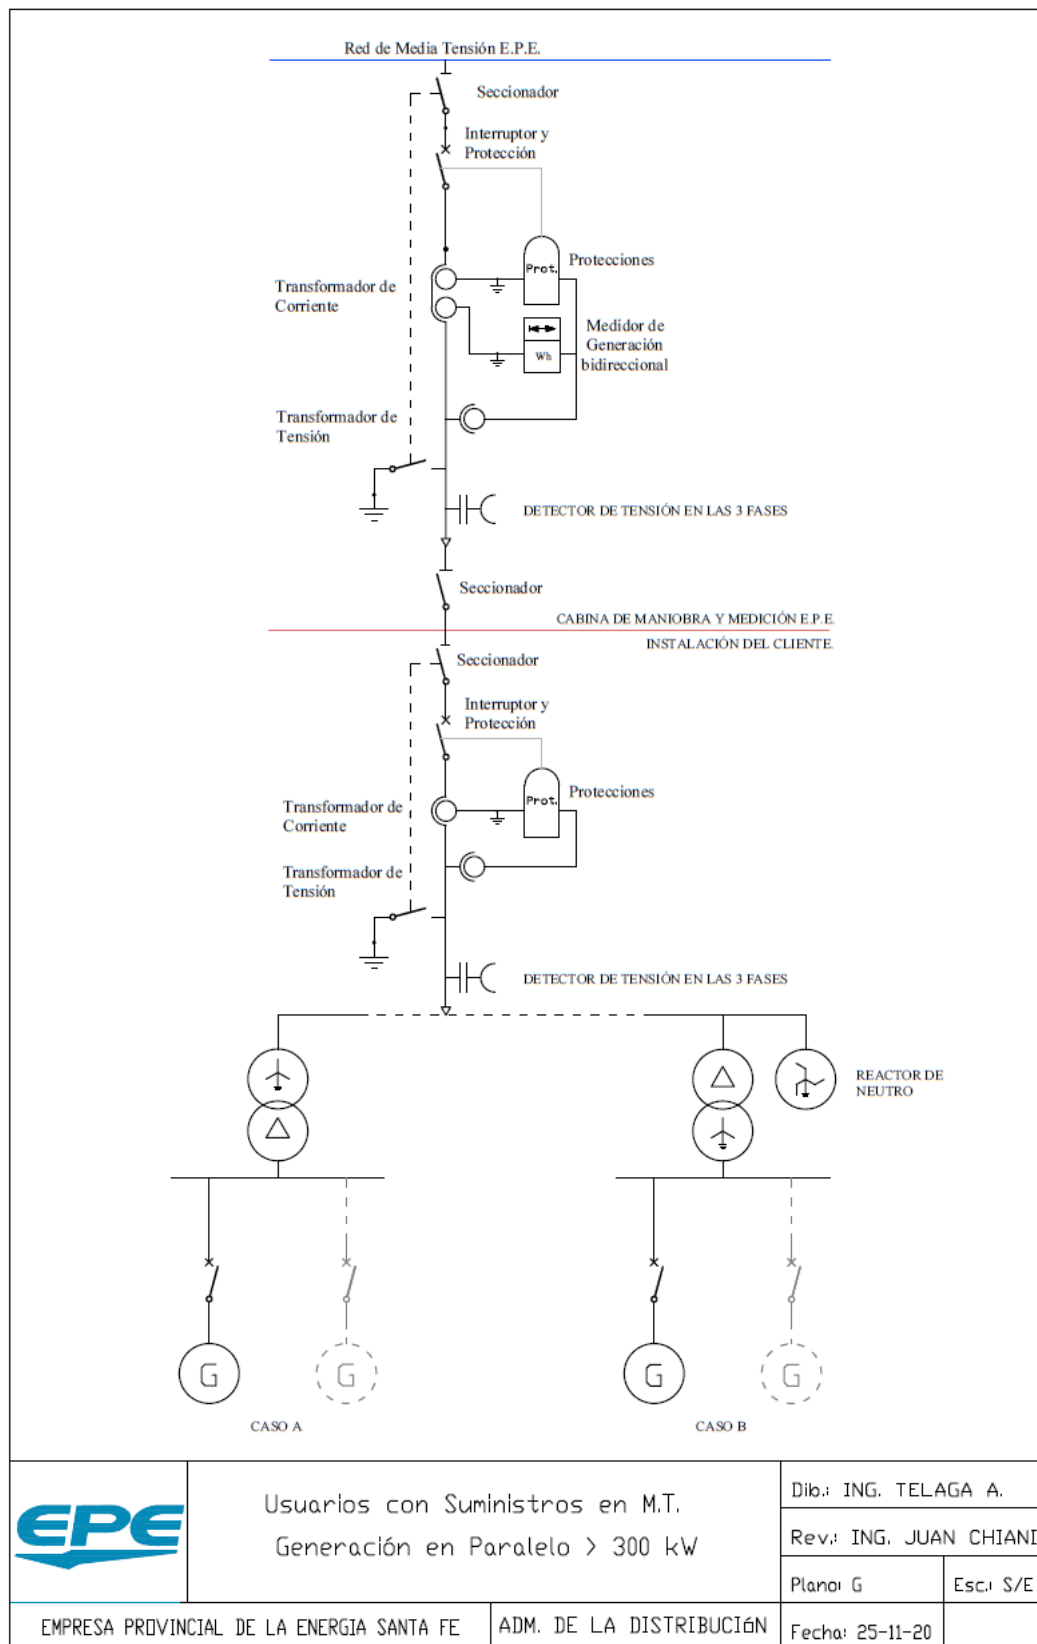 Red de Media Tensión E.P.E.
Seccionador
Interruptor y
Protección
Prot.
Protecciones
Transformador de
Corriente
Medidor de
Generación
bidireccional
Wh
Transformador de
Tensión
DETECTOR DE TENSIÓN EN LAS 3 FASES
Seccionador
CABINA DE MANIOBRA Y MEDICIÓN E.P.E.
INSTALACIÓN DEL CLIENTE.
Seccionador
Interruptor y
Protección
Prot.
Protecciones
Transformador de
Corriente
Transformador de
Tensión
DETECTOR DE TENSIÓN EN LAS 3 FASES
REACTOR DE
NEUTRO
G
G
G
G
CASO A
CASO B
EPE
Usuarios con Suministros en M.T.
Generación en Paralelo > 300 kW
Dib.: ING. TELAGA A.
Rev.: ING. JUAN CHIANI
Plano: G
Esc.: S/E
EMPRESA PROVINCIAL DE LA ENERGIA SANTA FE
ADM. DE LA DISTRIBUCIÓN
Fecha: 25-11-20